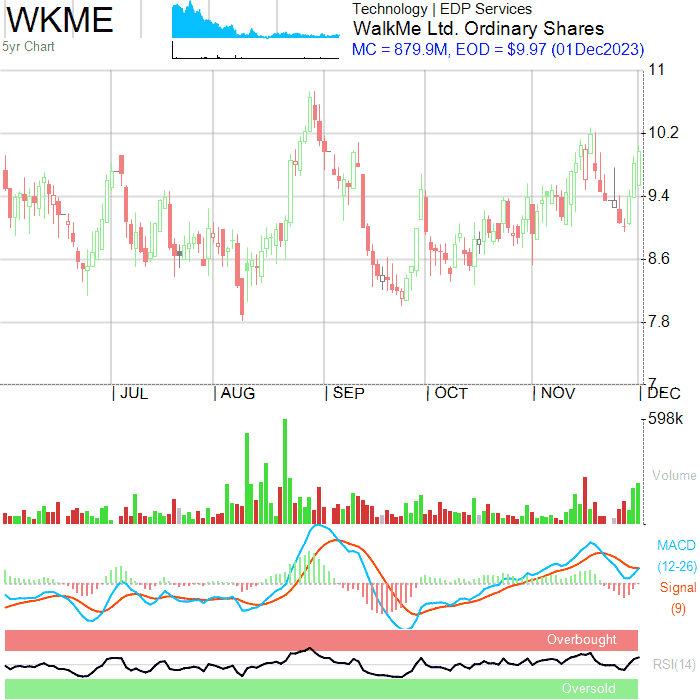 WKME
5yr Chart
Technology | EDP Services
WalkMe Ltd. Ordinary Shares
MC = 879.9M, EOD = $9.97 (01Dec2023)
11
10.2
9.4
8.6
7.8
7
JUL
AUG
SEP
OCT
NOV
DEC
598k
Volume
MACD
(12-26)
Signal
(9)
Overbought
RSI(14)
Oversold